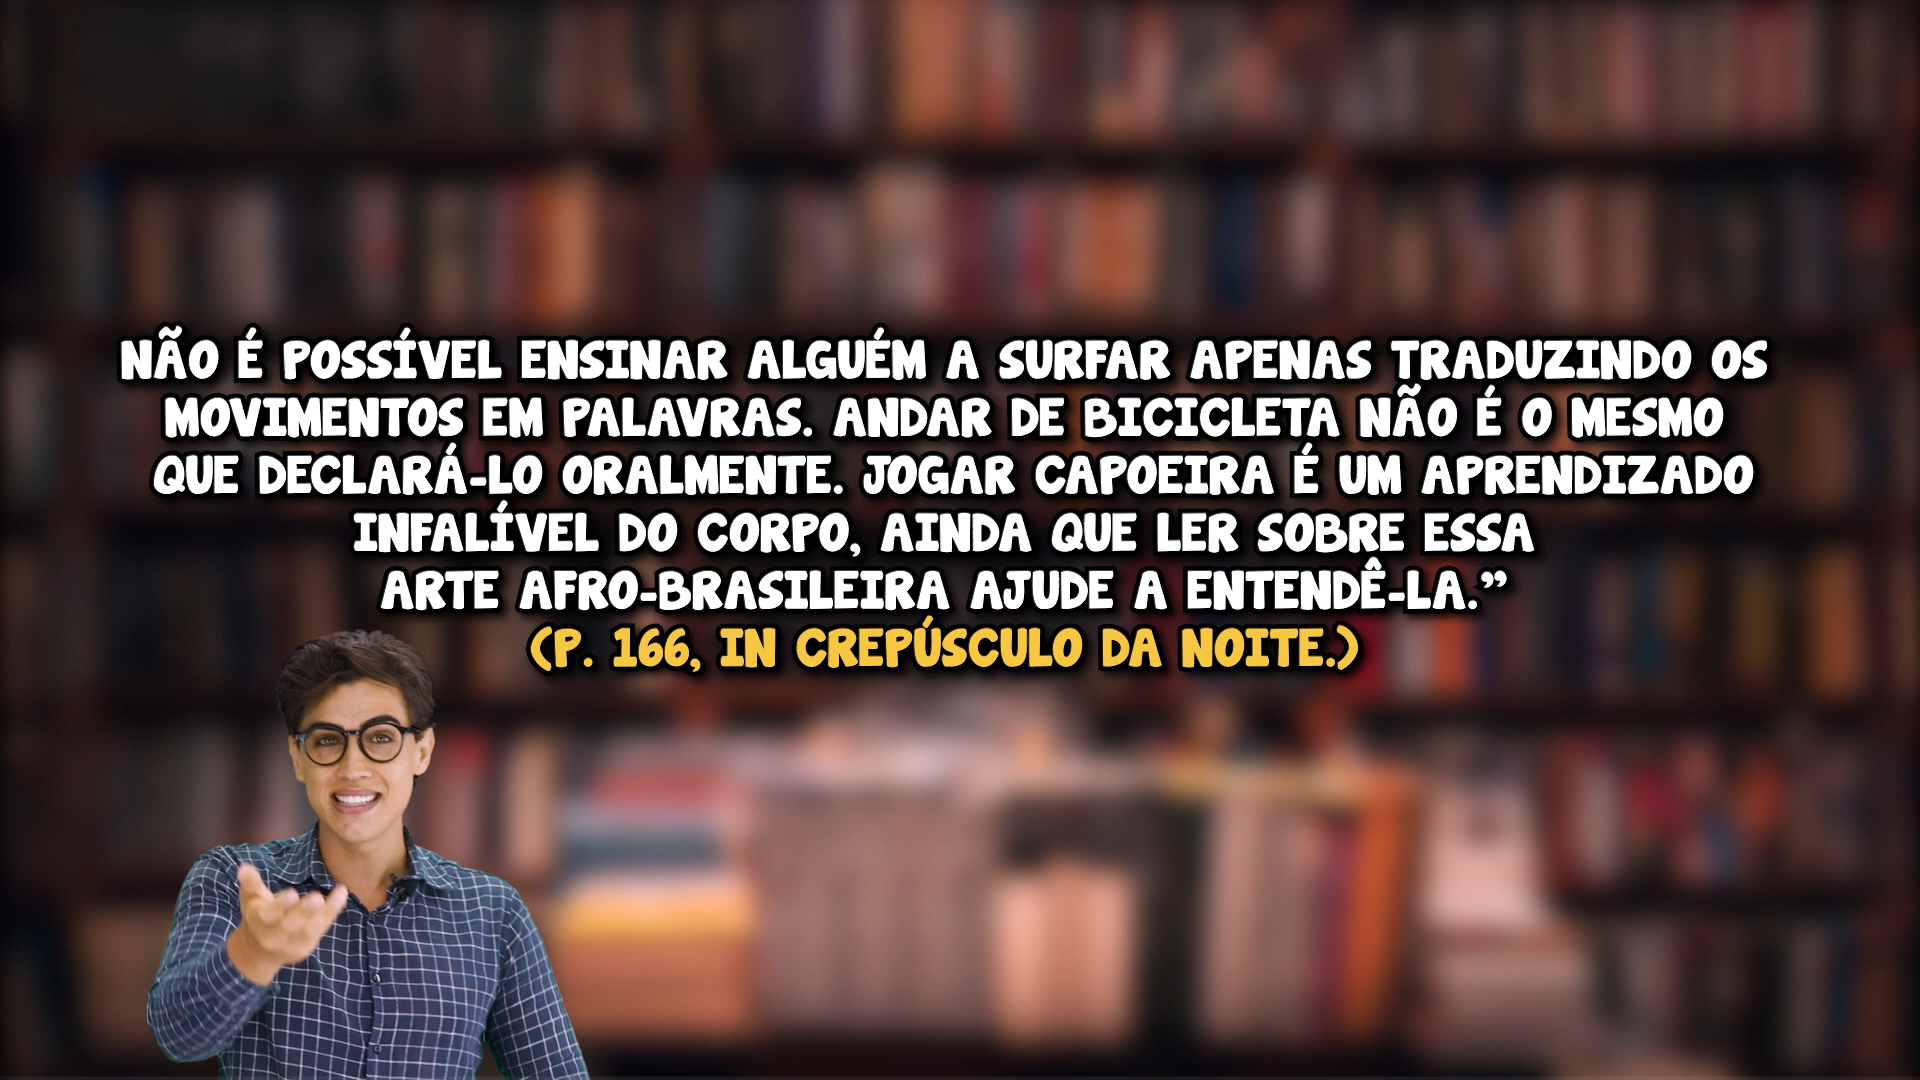 NÃO É POSSÍVEL ENSINAR ALGUÉM A SURFAR APENAS TRADUZINDO OS
MOVIMENTOS EM PALAVRAS. ANDAR DE BICICLETA NÃO É O MESMO
QUE DECLARÁ-LO ORALMENTE. JOGAR CAPOEIRA É UM APRENDIZADO
INFALÍVEL DO CORPO, AINDA QUE LER SOBRE ESSA
ARTE AFRO-BRASILEIRA AJUDE A ENTENDÊ-LA.”
(P. 166, IN CREPÚSCULO DA NOITE.)